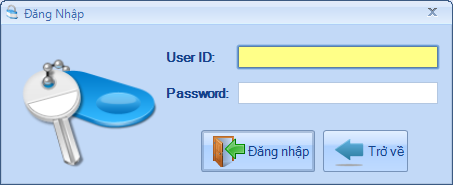 Đăng Nhập
User ID:
Password:
Đăng nhập
Trở về